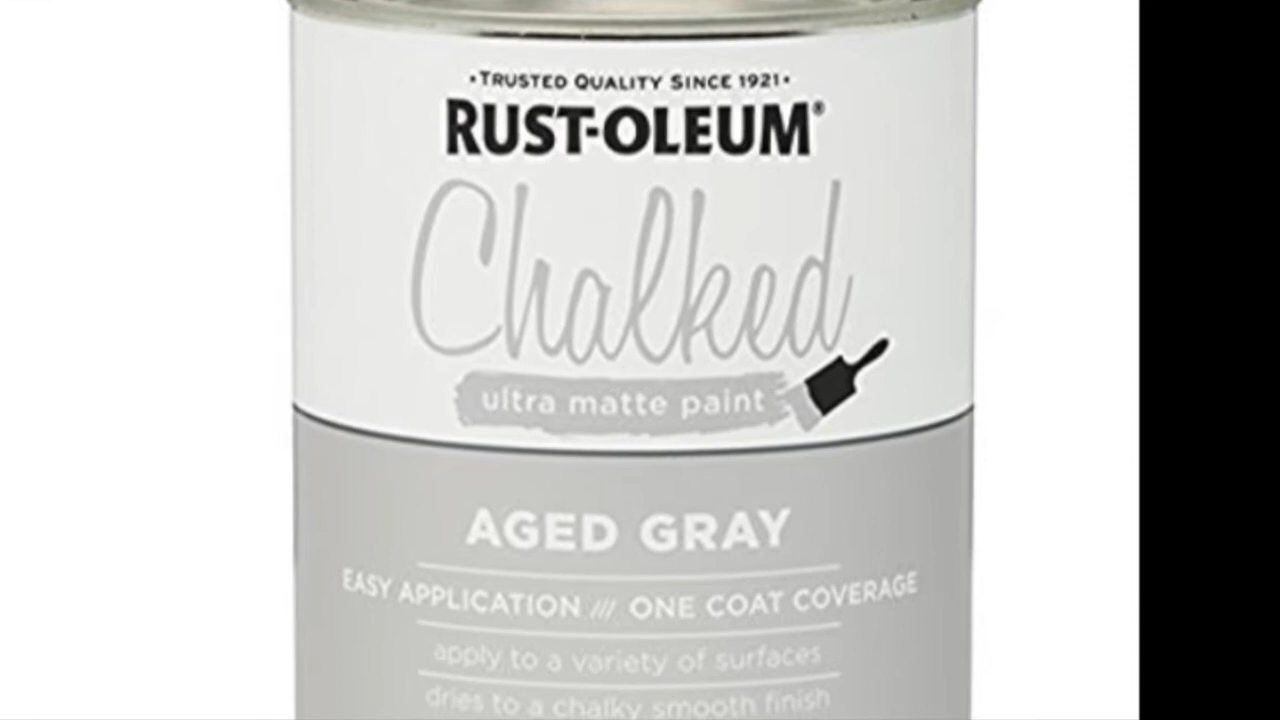 •TRUSTED QUALITY SINCE 1921•
RUST-OLEUM®
Chalked
ultra matte paint
AGED GRAY
EASY APPLICATION /// ONE COAT COVERAGE
apply to a variety of surfaces
dries to a chalky smooth finish